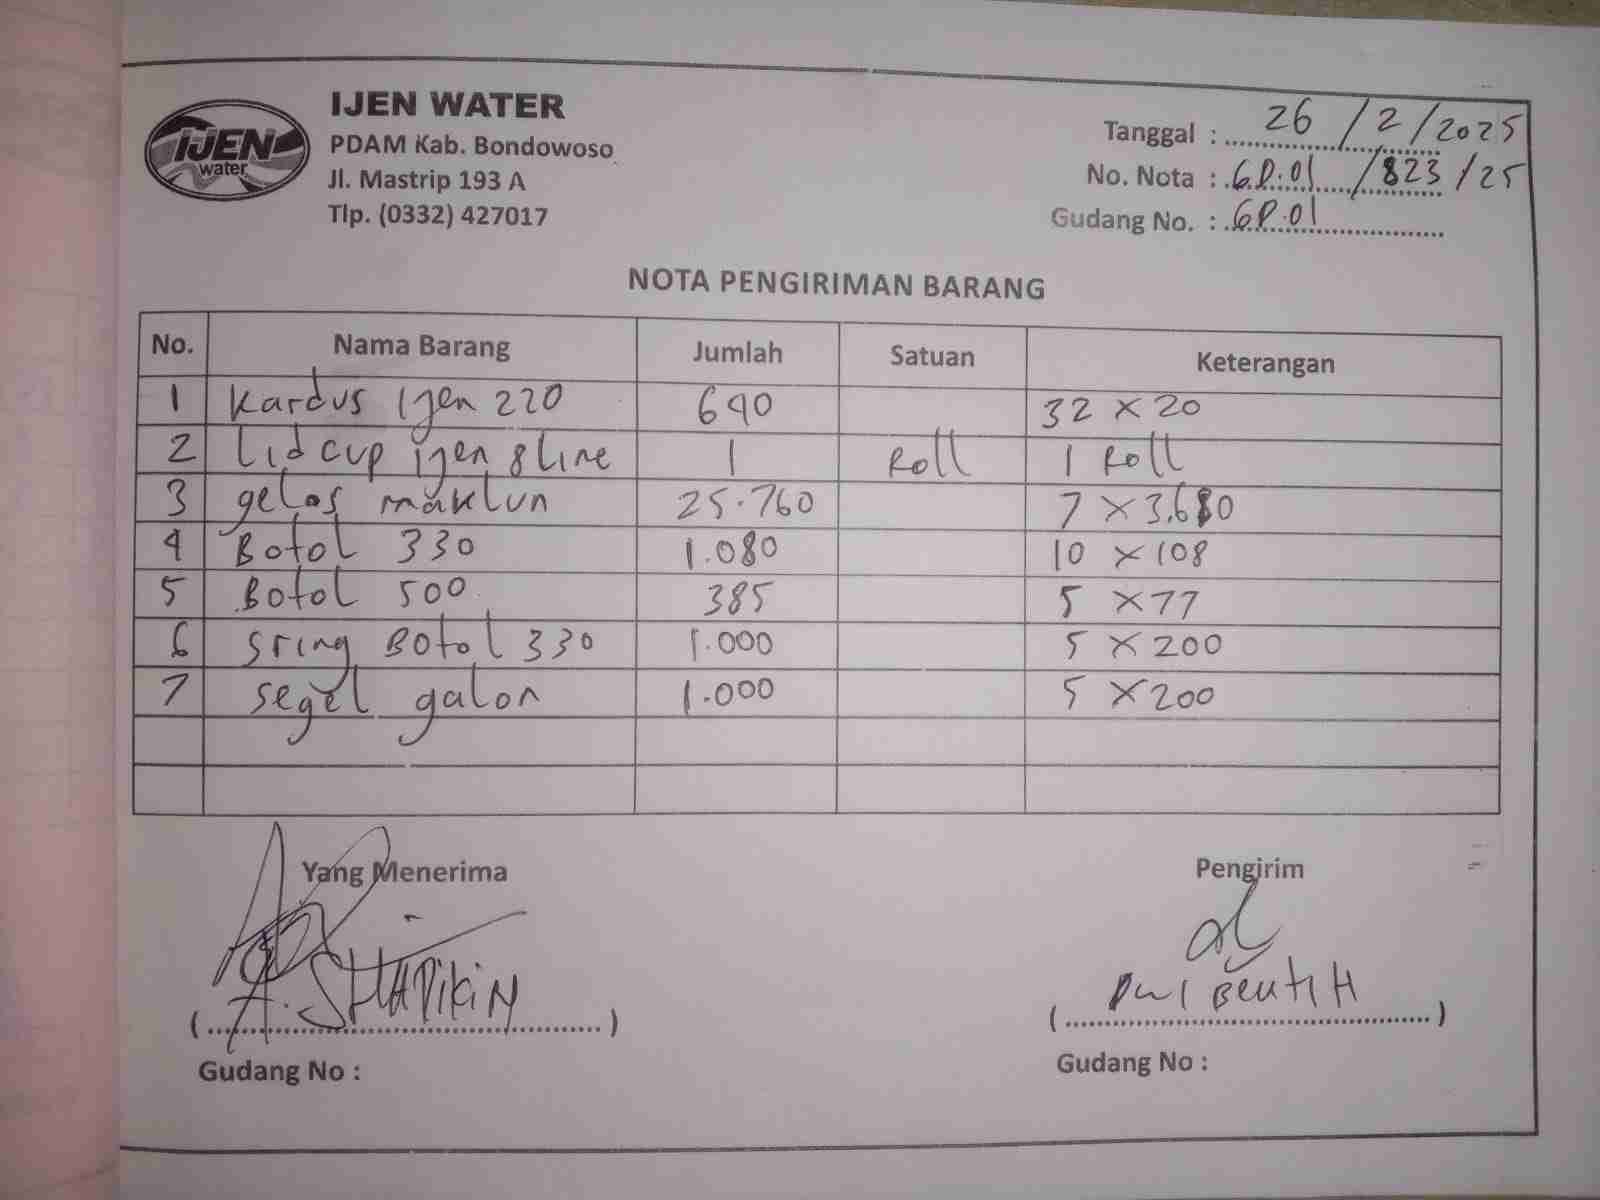 IJEN WATER
IJEN
water
PDAM Kab. Bondowoso
Jl. Mastrip 193 A
Tlp. (0332) 427017
Tanggal : 26 / 2 / 2025
No. Nota : GP.01 / 823 / 25
Gudang No. : GP.01
NOTA PENGIRIMAN BARANG
No. Nama Barang Jumlah Satuan Keterangan
1 Kardus Ijen 220 640 32 x 20
2 Lid cup ijen 8 line 1 Roll 1 Roll
3 gelas maklun 25.760 7 x 3.680
4 Botol 330 1.080 10 x 108
5 Botol 500 385 5 x 77
6 Sring Botol 330 1.000 5 x 200
7 segel galon 1.000 5 x 200
Yang Menerima Pengirim
Gudang No : Gudang No :